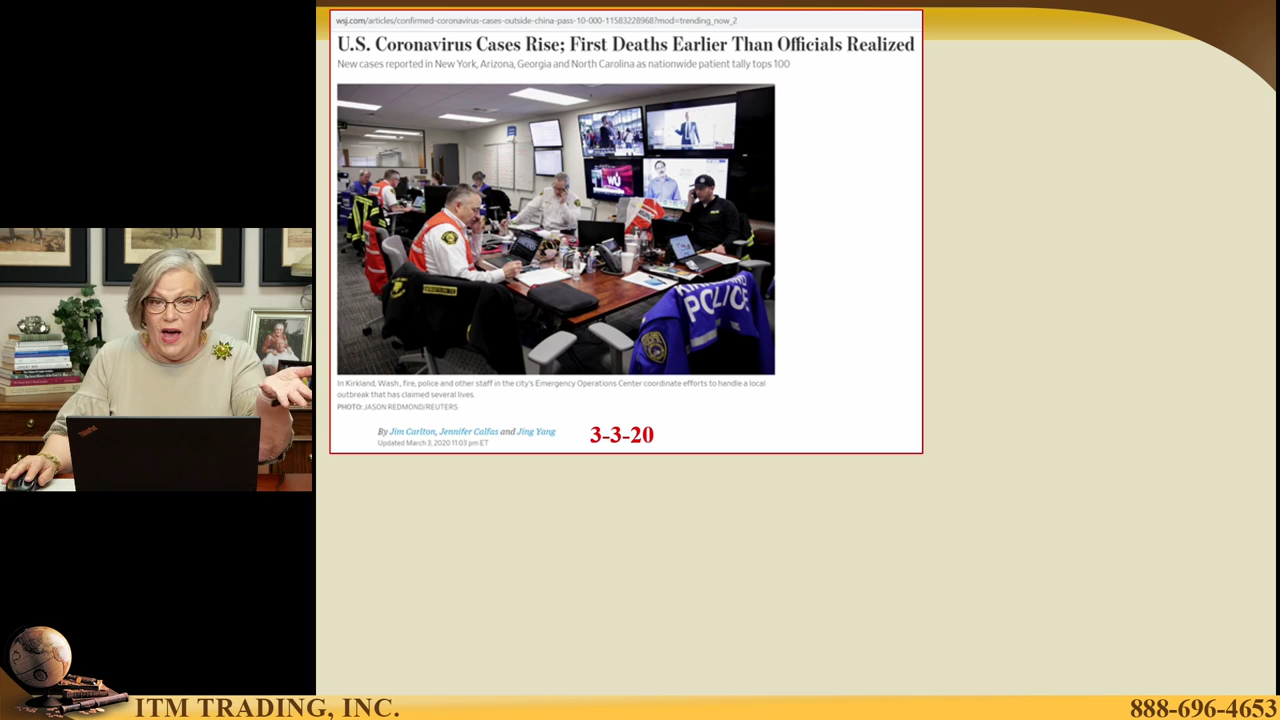 wsj.com/articles/confirmed-coronavirus-cases-outside-china-pass-10-000-11583228968?mod=trending_now_2
U.S. Coronavirus Cases Rise; First Deaths Earlier Than Officials Realized
New cases reported in New York, Arizona, Georgia and North Carolina as nationwide patient tally tops 100
KIRKLAND
POLICE
In Kirkland, Wash., fire, police and other staff in the city's Emergency Operations Center coordinate efforts to handle a local
outbreak that has claimed several lives.
PHOTO: JASON REDMOND/REUTERS
By Jim Carlton, Jennifer Calfas and Jing Yang
Updated March 3, 2020 11:03 pm ET
3-3-20
ThinkPad
ITM TRADING, INC.
888-696-4653